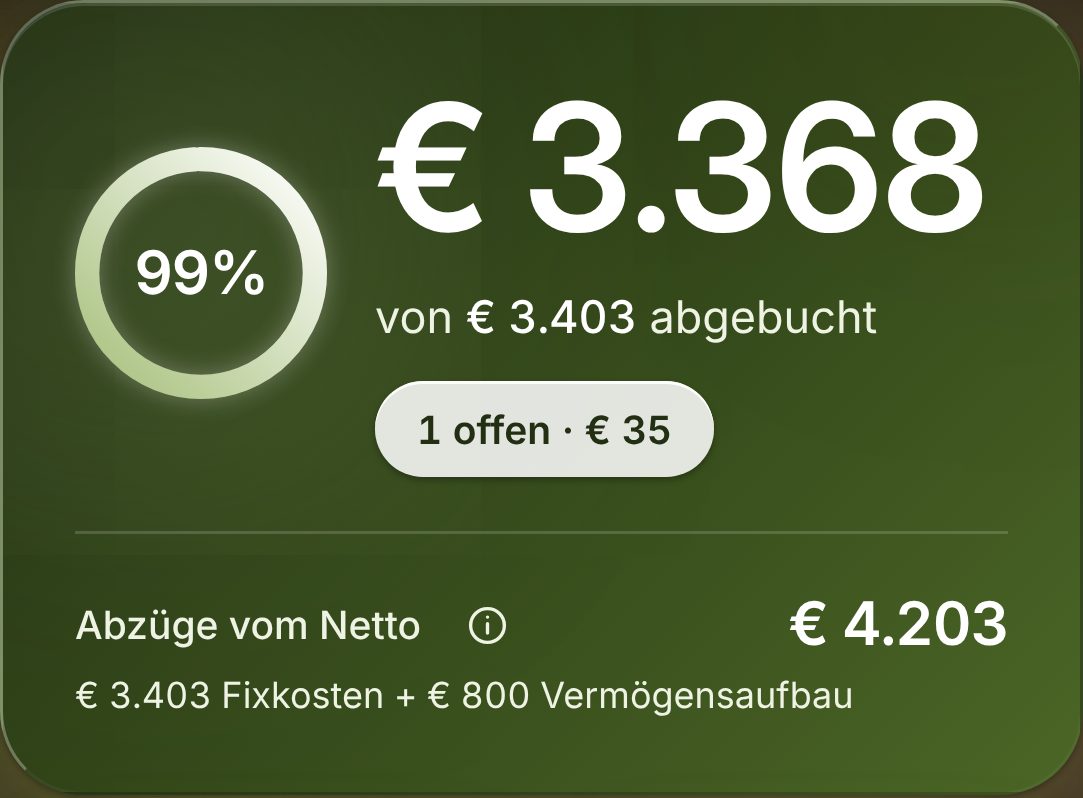 99%
€ 3.368
von € 3.403 abgebucht
1 offen · € 35
Abzüge vom Netto
€ 4.203
€ 3.403 Fixkosten + € 800 Vermögensaufbau